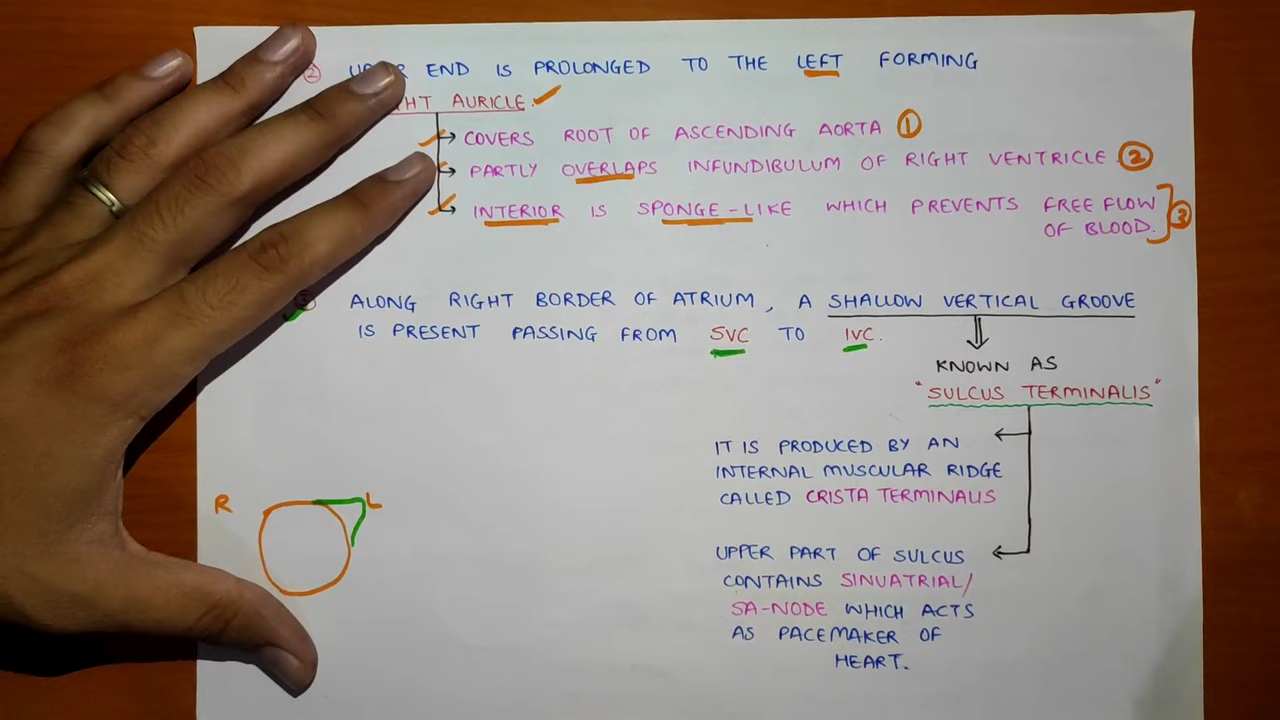 ② UPPER END IS PROLONGED TO THE LEFT FORMING
HT AURICLE.
COVERS ROOT OF ASCENDING AORTA ①
PARTLY OVERLAPS INFUNDIBULUM OF RIGHT VENTRICLE ②
INTERIOR IS SPONGE-LIKE WHICH PREVENTS FREE FLOW
OF BLOOD. ③
③ ALONG RIGHT BORDER OF ATRIUM, A SHALLOW VERTICAL GROOVE
IS PRESENT PASSING FROM SVC TO IVC.
KNOWN AS
"SULCUS TERMINALIS"
IT IS PRODUCED BY AN
INTERNAL MUSCULAR RIDGE
CALLED CRISTA TERMINALIS
R L
UPPER PART OF SULCUS
CONTAINS SINUATRIAL/
SA-NODE WHICH ACTS
AS PACEMAKER OF
HEART.